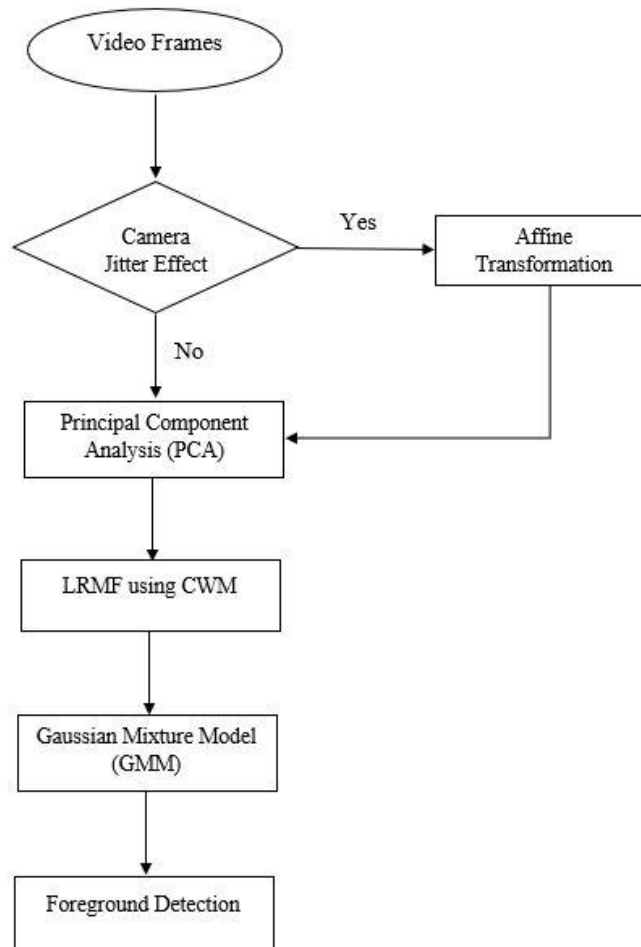 Video Frames
Camera
Jitter Effect
Yes
Affine
Transformation
No
Principal Component
Analysis (PCA)
LRMF using CWM
Gaussian Mixture Model
(GMM)
Foreground Detection